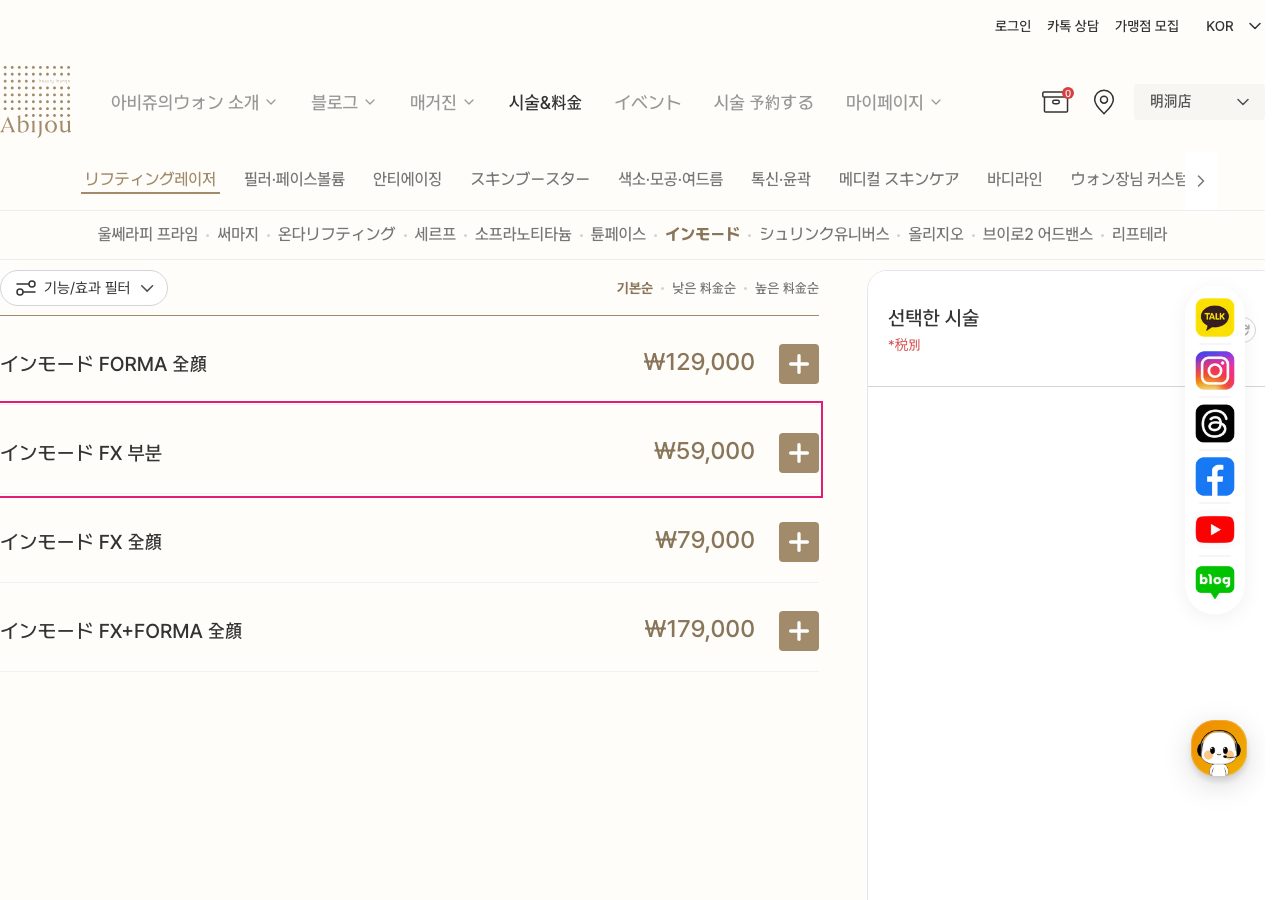 로그인 카톡 상담 가맹점 모집 KOR
Abijou
아비쥬의원 소개 블로그 매거진 시술&料金 イベント 시술 予約する 마이페이지 0 明洞店
リフティングレイザ 필러·페이스볼륨 안티에이징 スキンブースター 색소·모공·여드름 톡신·윤곽 메디컬 スキンケア 바디라인 원장님 커스텀
울쎄라피 프라임 · 써마지 · 온다リフティング · 세르프 · 소프라노티타늄 · 튠페이스 · インモード · シュリンク유니버스 · 올리지오 · 브이로2 어드밴스 · 리프테라
기능/효과 필터 기본순 · 낮은 料金순 · 높은 料金순
선택한 시술
*税別
インモード FORMA 全顔 ₩129,000
インモード FX 부분 ₩59,000
インモード FX 全顔 ₩79,000
インモード FX+FORMA 全顔 ₩179,000
TALK
blog